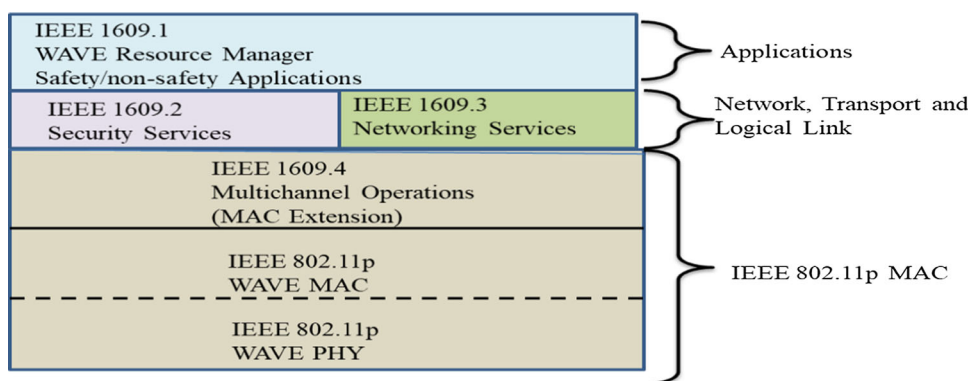 IEEE 1609.1
WAVE Resource Manager
Safety/non-safety Applications
Applications
IEEE 1609.2
Security Services
IEEE 1609.3
Networking Services
Network, Transport and
Logical Link
IEEE 1609.4
Multichannel Operations
(MAC Extension)
IEEE 802.11p
WAVE MAC
IEEE 802.11p
WAVE PHY
IEEE 802.11p MAC